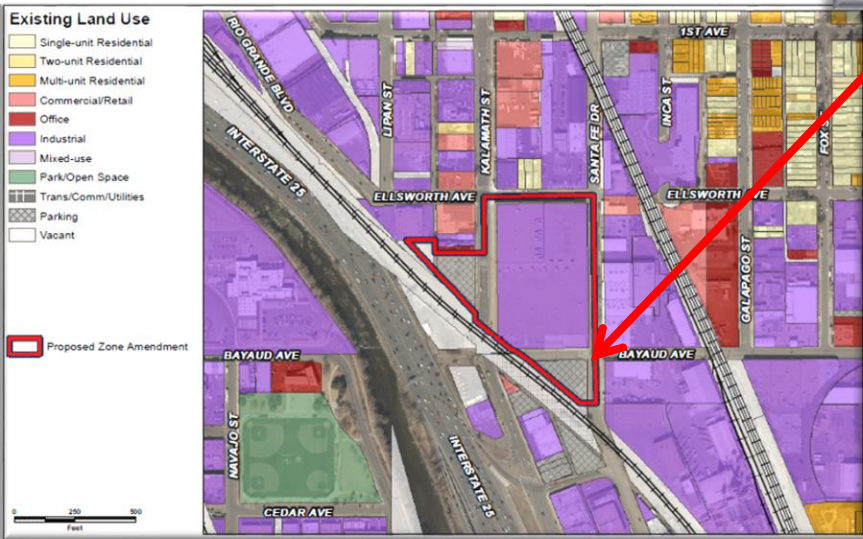 Existing Land Use
Single-unit Residential
Two-unit Residential
Multi-unit Residential
Commercial/Retail
Office
Industrial
Mixed-use
Park/Open Space
Trans/Comm/Utilities
Parking
Vacant
Proposed Zone Amendment
0 250 500
Feet
RIO GRANDE BLVD
1ST AVE
LIPAN ST
KALAMATH ST
SANTA FE DR
INCA ST
FOX S
INTERSTATE 25
ELLSWORTH AVE
ELLSWORTH AVE
GALAPAGO ST
BAYAUD AVE
BAYAUD AVE
NAVAJO ST
INTERSTATE 25
CEDAR AVE